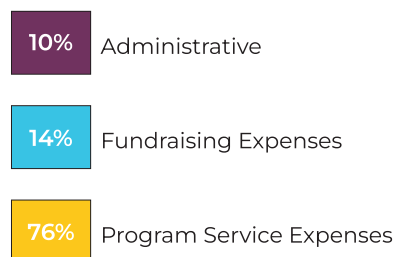 10% Administrative
14% Fundraising Expenses
76% Program Service Expenses